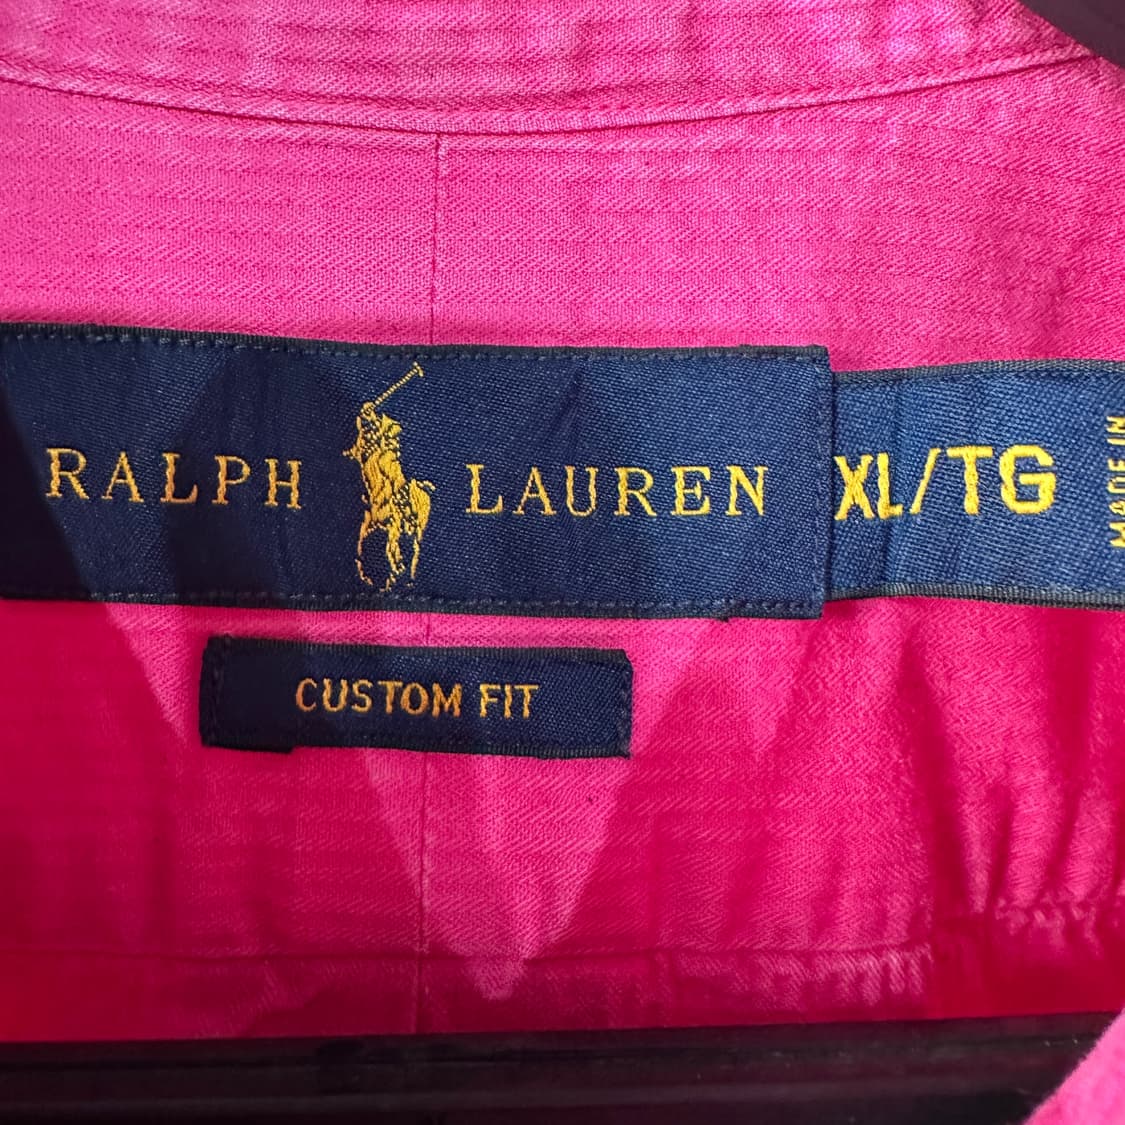 RALPH LAUREN
XL/TG
MADE IN
CUSTOM FIT